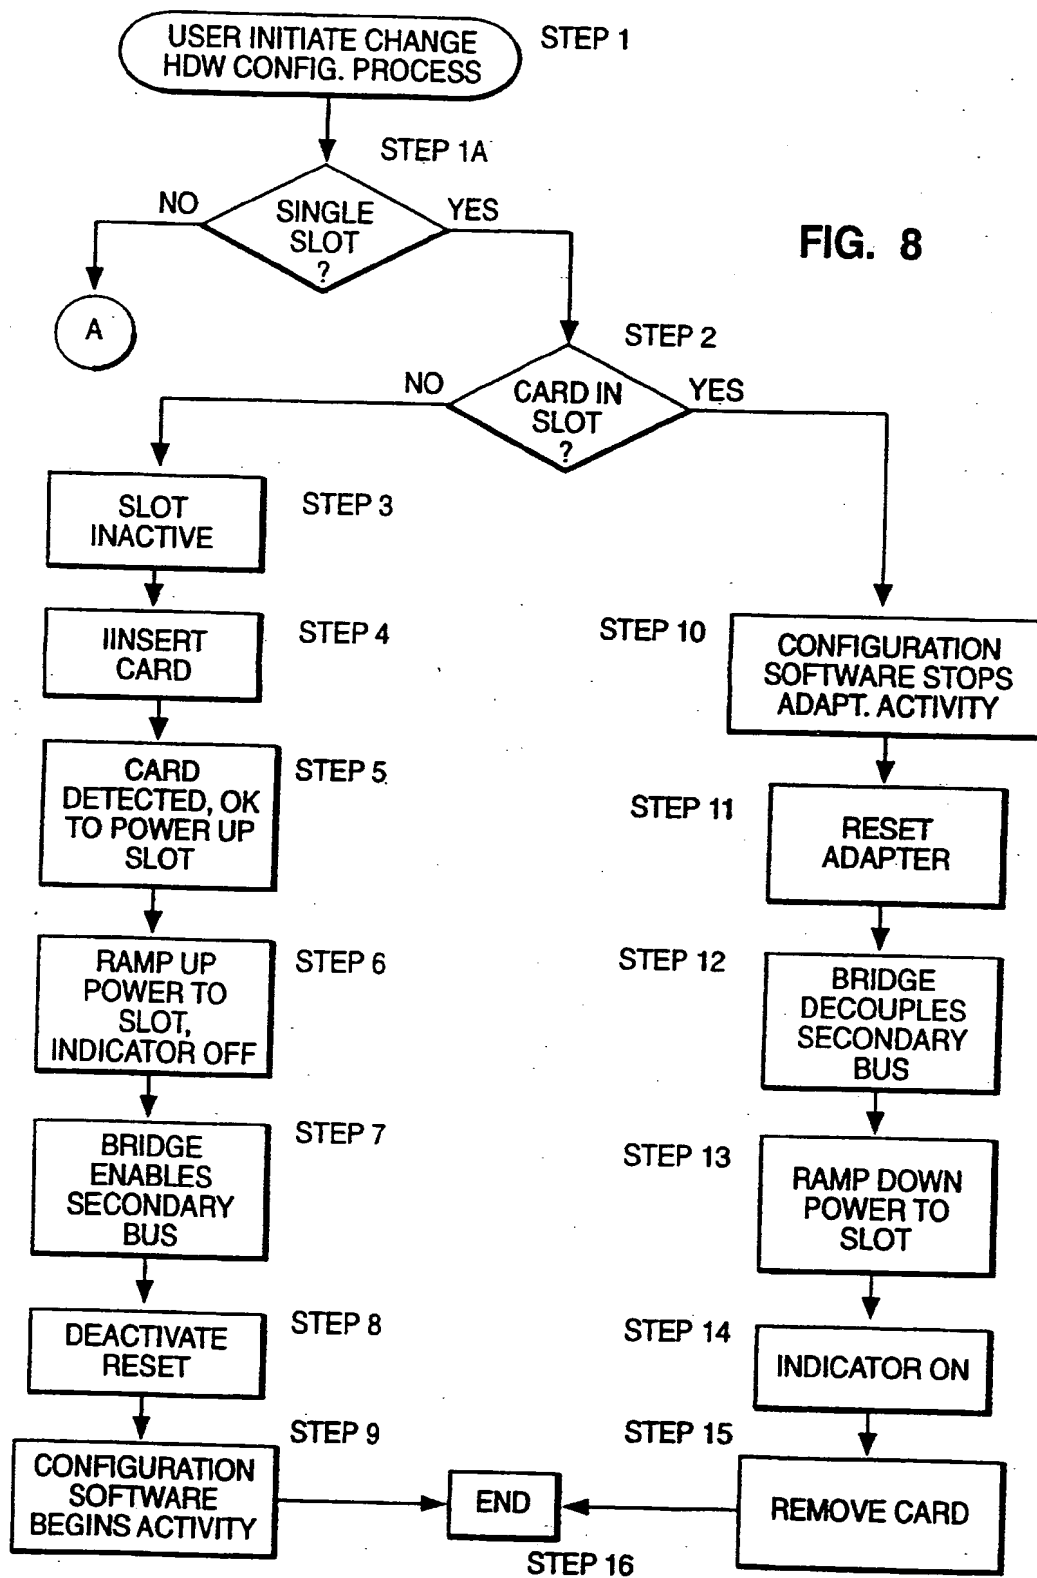 USER INITIATE CHANGE
HDW CONFIG. PROCESS
STEP 1
STEP 1A
NO
SINGLE
SLOT
?
YES
FIG. 8
A
STEP 2
NO
CARD IN
SLOT
?
YES
SLOT
INACTIVE
STEP 3
IINSERT
CARD
STEP 4
CARD
DETECTED, OK
TO POWER UP
SLOT
STEP 5
RAMP UP
POWER TO
SLOT,
INDICATOR OFF
STEP 6
BRIDGE
ENABLES
SECONDARY
BUS
STEP 7
DEACTIVATE
RESET
STEP 8
CONFIGURATION
SOFTWARE
BEGINS ACTIVITY
STEP 9
STEP 10
CONFIGURATION
SOFTWARE STOPS
ADAPT. ACTIVITY
STEP 11
RESET
ADAPTER
STEP 12
BRIDGE
DECOUPLES
SECONDARY
BUS
STEP 13
RAMP DOWN
POWER TO
SLOT
STEP 14
INDICATOR ON
STEP 15
REMOVE CARD
END
STEP 16